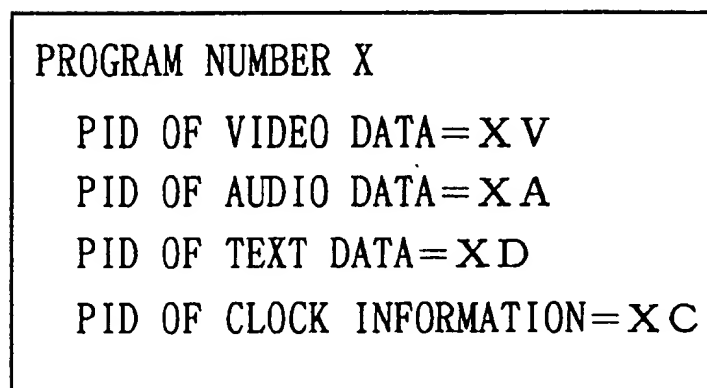 PROGRAM NUMBER X
PID OF VIDEO DATA=XV
PID OF AUDIO DATA=XA
PID OF TEXT DATA=XD
PID OF CLOCK INFORMATION=XC